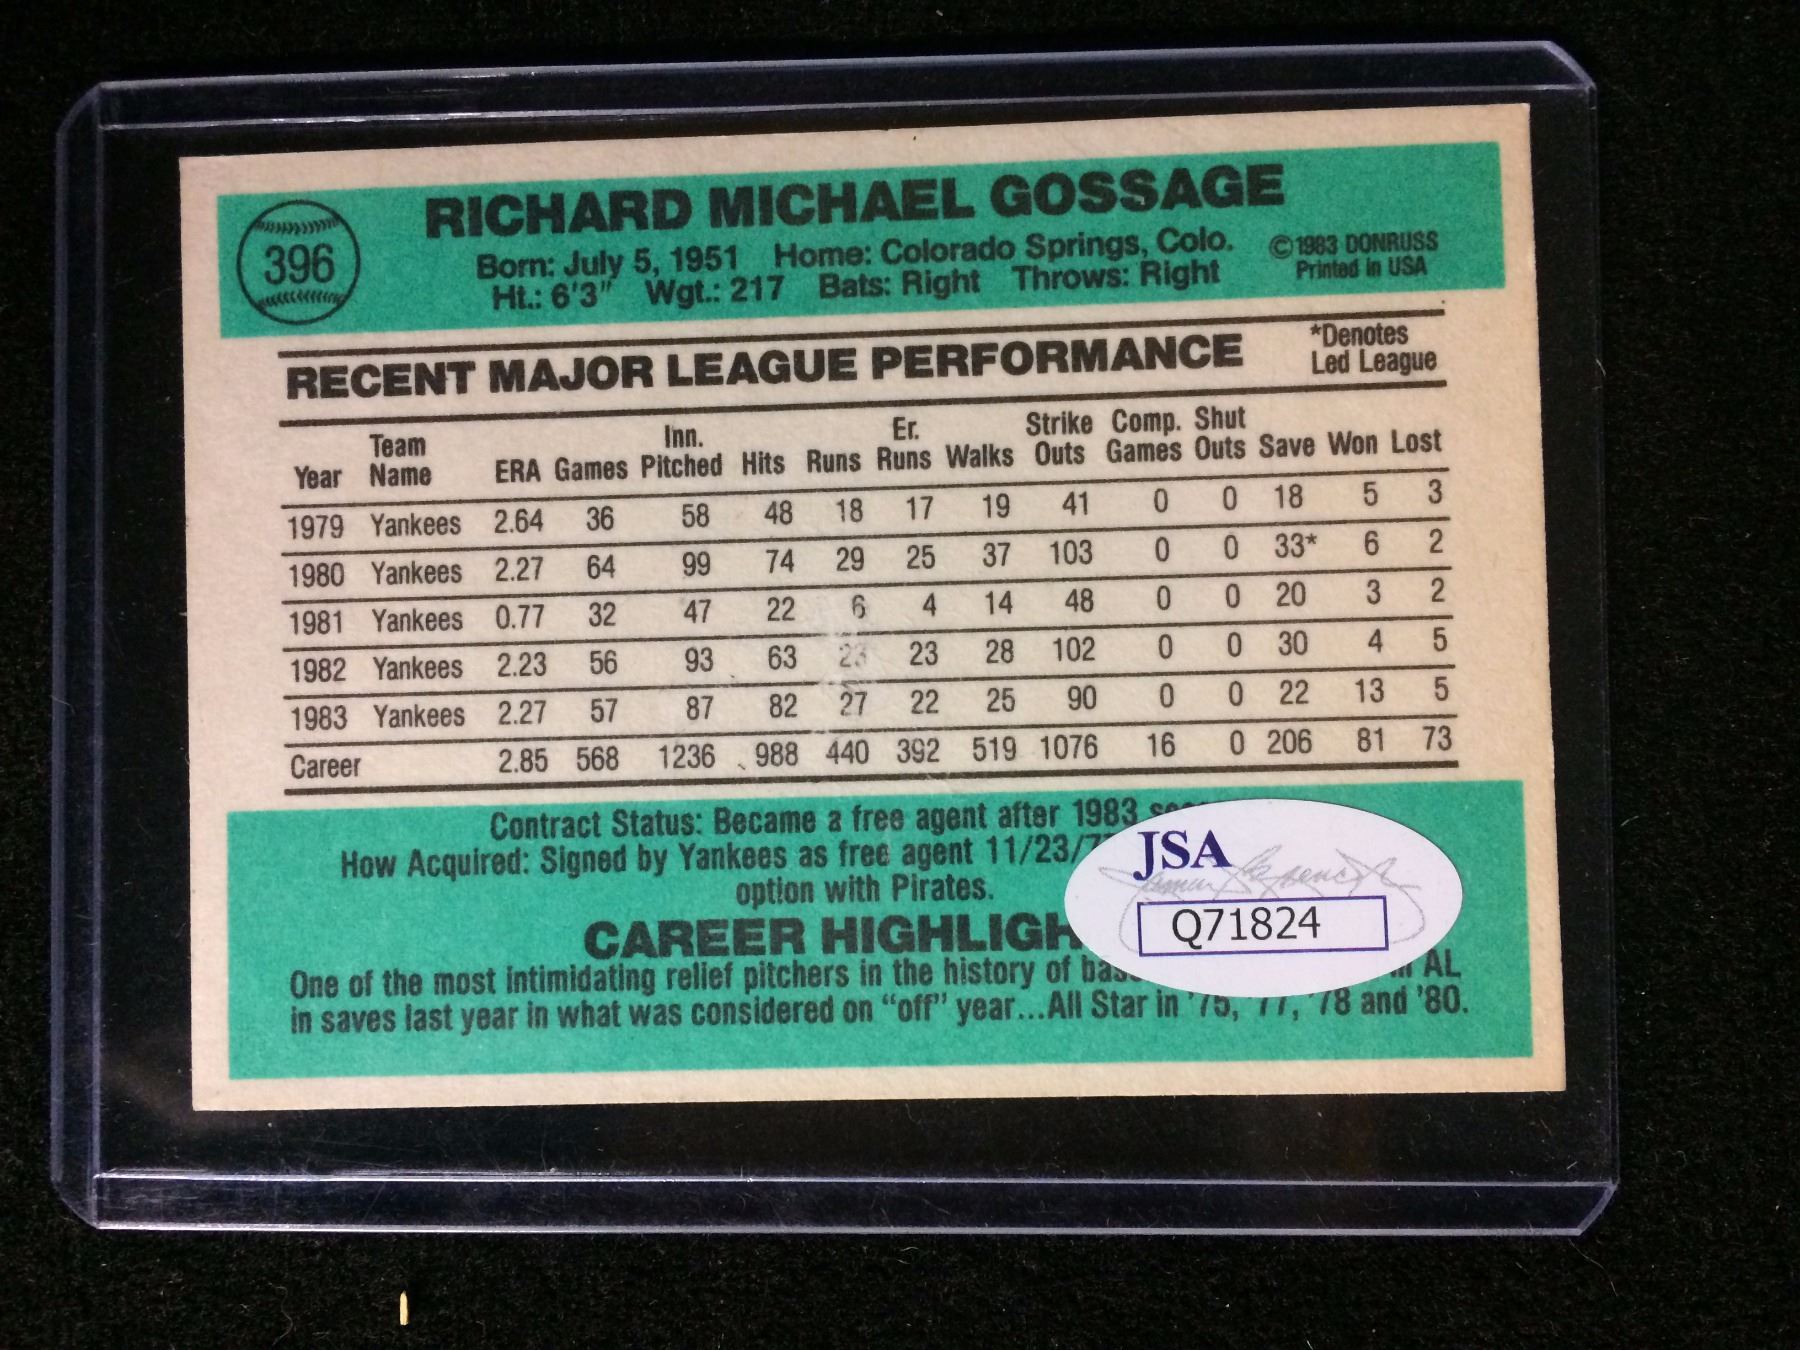 396
RICHARD MICHAEL GOSSAGE
Born: July 5, 1951 Home: Colorado Springs, Colo.
Ht.: 6'3" Wgt.: 217 Bats: Right Throws: Right
©1983 DONRUSS
Printed in USA
RECENT MAJOR LEAGUE PERFORMANCE
*Denotes
Led League
Year Team Name ERA Games Inn. Pitched Hits Runs Er. Runs Walks Strike Outs Comp. Games Shut Outs Save Won Lost
1979 Yankees 2.64 36 58 48 18 17 19 41 0 0 18 5 3
1980 Yankees 2.27 64 99 74 29 25 37 103 0 0 33* 6 2
1981 Yankees 0.77 32 47 22 6 4 14 48 0 0 20 3 2
1982 Yankees 2.23 56 93 63 23 23 28 102 0 0 30 4 5
1983 Yankees 2.27 57 87 82 27 22 25 90 0 0 22 13 5
Career 2.85 568 1236 988 440 392 519 1076 16 0 206 81 73
Contract Status: Became a free agent after 1983
How Acquired: Signed by Yankees as free agent 11/23/7
option with Pirates.
CAREER HIGHLIGH
One of the most intimidating relief pitchers in the history of AL
in saves last year in what was considered on "off" year...All Star in '75, '77, '78 and '80.
JSA
Q71824